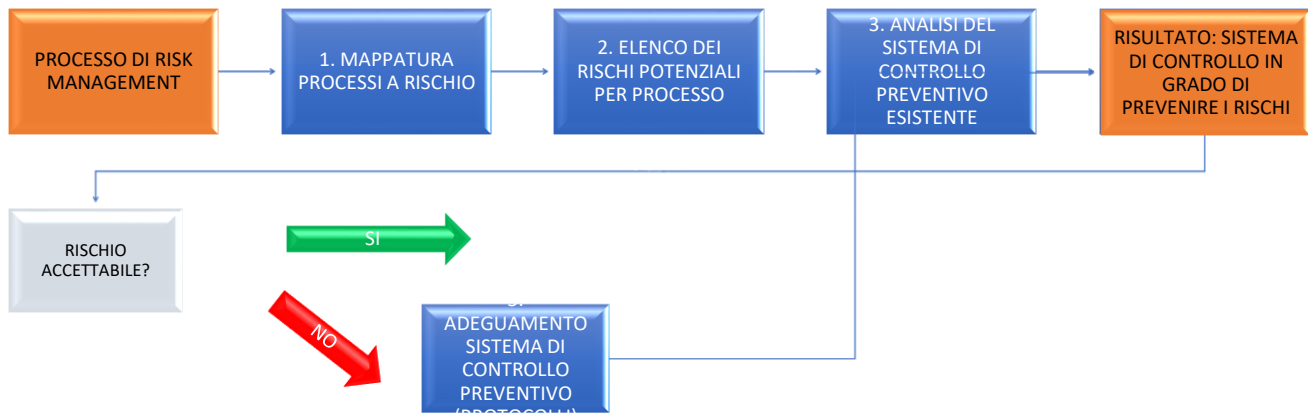 PROCESSO DI RISK
MANAGEMENT
1. MAPPATURA
PROCESSI A RISCHIO
2. ELENCO DEI
RISCHI POTENZIALI
PER PROCESSO
3. ANALISI DEL
SISTEMA DI
CONTROLLO
PREVENTIVO
ESISTENTE
RISULTATO: SISTEMA
DI CONTROLLO IN
GRADO DI
PREVENIRE I RISCHI
RISCHIO
ACCETTABILE?
SI
NO
ADEGUAMENTO
SISTEMA DI
CONTROLLO
PREVENTIVO
(PROTOCOLLI)